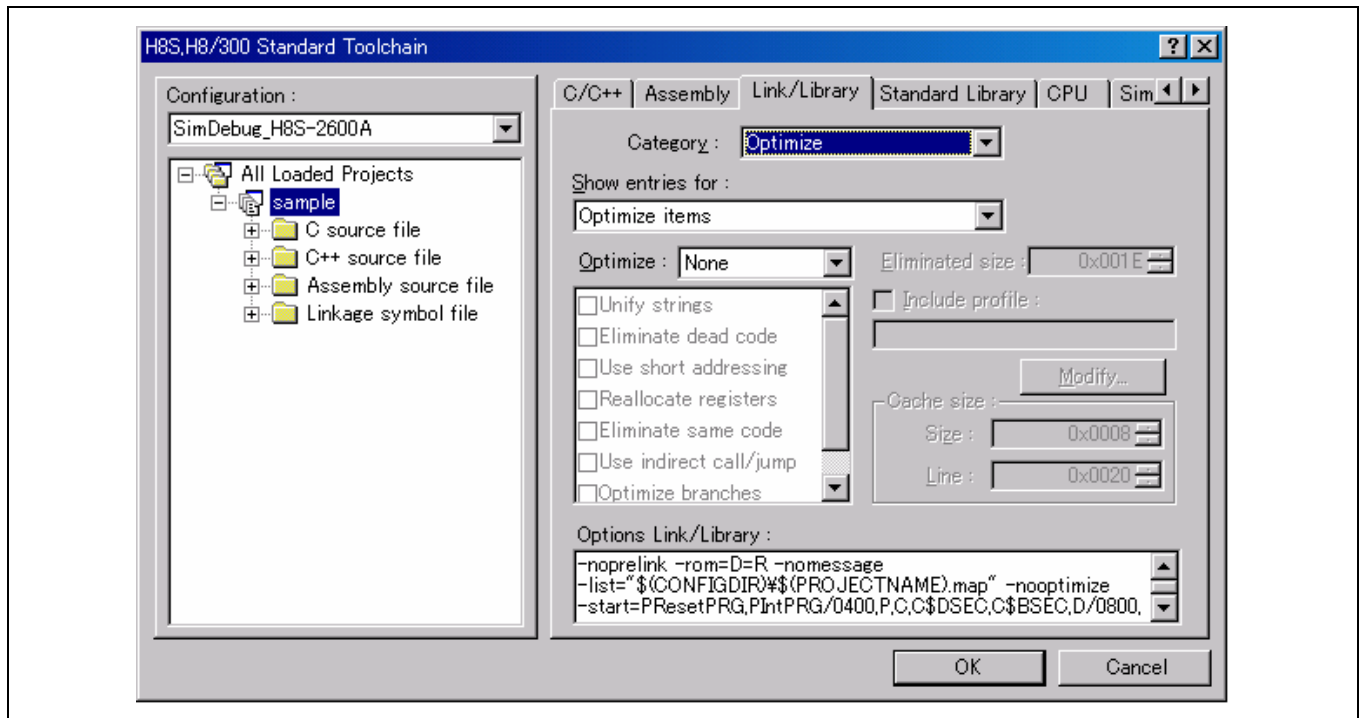 H8S,H8/300 Standard Toolchain
Configuration :
SimDebug_H8S-2600A
All Loaded Projects
sample
C source file
C++ source file
Assembly source file
Linkage symbol file
C/C++ Assembly Link/Library Standard Library CPU Sim
Category : Optimize
Show entries for :
Optimize items
Optimize : None
Eliminated size : 0x001E
Unify strings
Eliminate dead code
Use short addressing
Reallocate registers
Eliminate same code
Use indirect call/jump
Optimize branches
Include profile :
Modify...
Cache size :
Size : 0x0008
Line : 0x0020
Options Link/Library :
-noprelink -rom=D=R -nomessage
-list="$(CONFIGDIR)¥$(PROJECTNAME).map" -nooptimize
-start=PResetPRG,PIntPRG/0400,P,C,C$DSEC,C$BSEC,D/0800,
OK Cancel